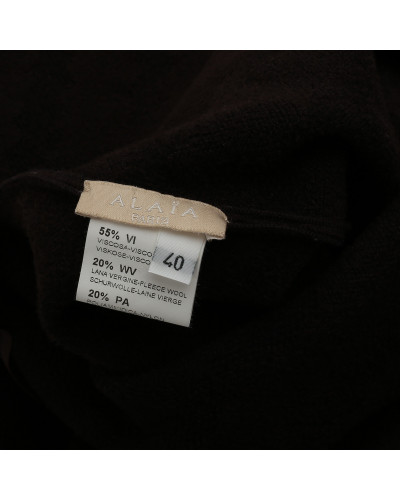 ALAÏA
PARIS
55% VI
VISCOSA-VISCO
VISKOSE-VISCO
40
20% WV
LANA VERGINE-FLEECE WOOL
SCHURWOLLE-LAINE VIERGE
20% PA